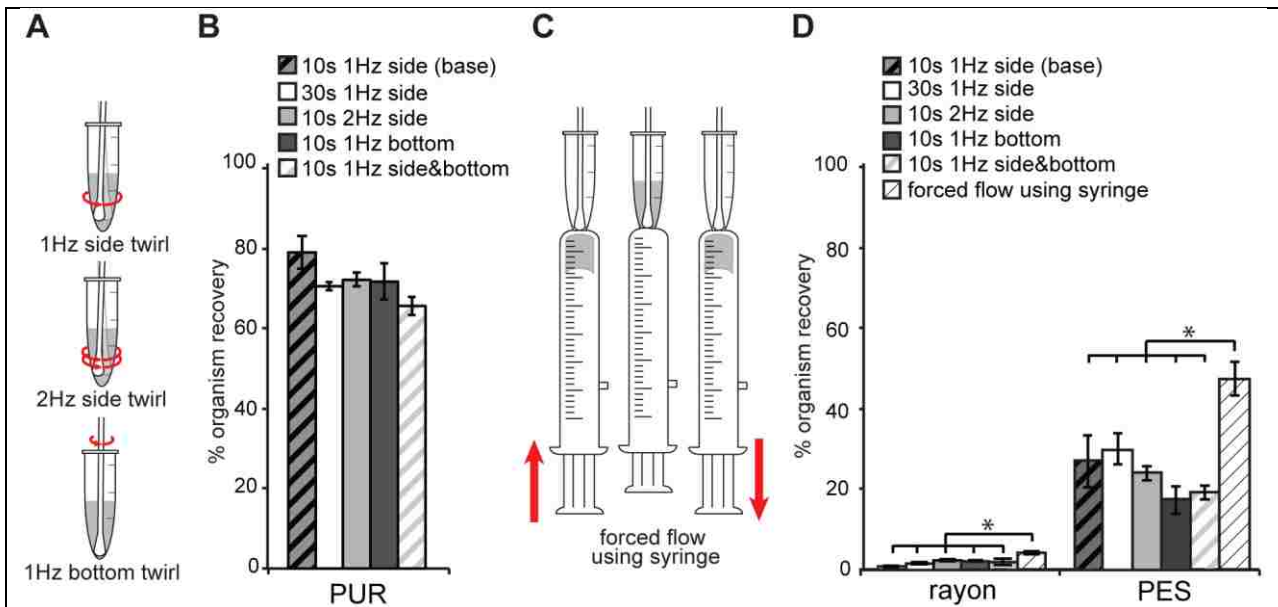 A
1Hz side twirl
2Hz side twirl
1Hz bottom twirl
B
10s 1Hz side (base)
30s 1Hz side
10s 2Hz side
10s 1Hz bottom
10s 1Hz side&bottom
% organism recovery
100
80
60
40
20
0
PUR
C
forced flow
using syringe
D
10s 1Hz side (base)
30s 1Hz side
10s 2Hz side
10s 1Hz bottom
10s 1Hz side&bottom
forced flow using syringe
% organism recovery
100
80
60
40
20
0
*
*
rayon
PES